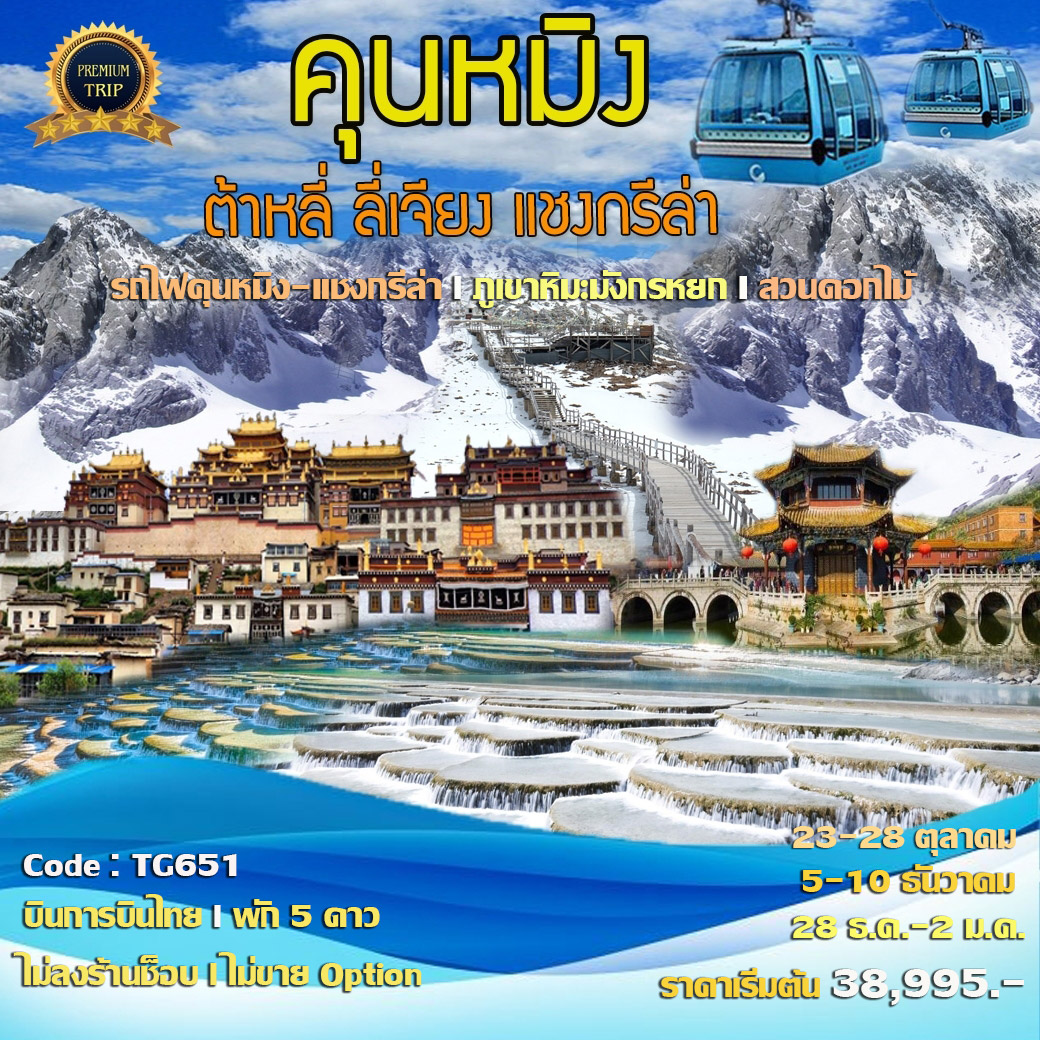 PREMIUM
TRIP
คุนหมิง
ต้าหลี่ ลี่เจียง แชงกรีล่า
รถไฟคุนหมิง-แชงกรีล่า l ภูเขาหิมะมังกรหยก l สวนดอกไม้
Code : TG651
บินการบินไทย l พัก 5 ดาว
ไม่ลงร้านช็อบ l ไม่ขาย Option
23-28 ตุลาคม
5-10 ธันวาคม
28 ธ.ค.-2 ม.ค.
ราคาเริ่มต้น 38,995.-